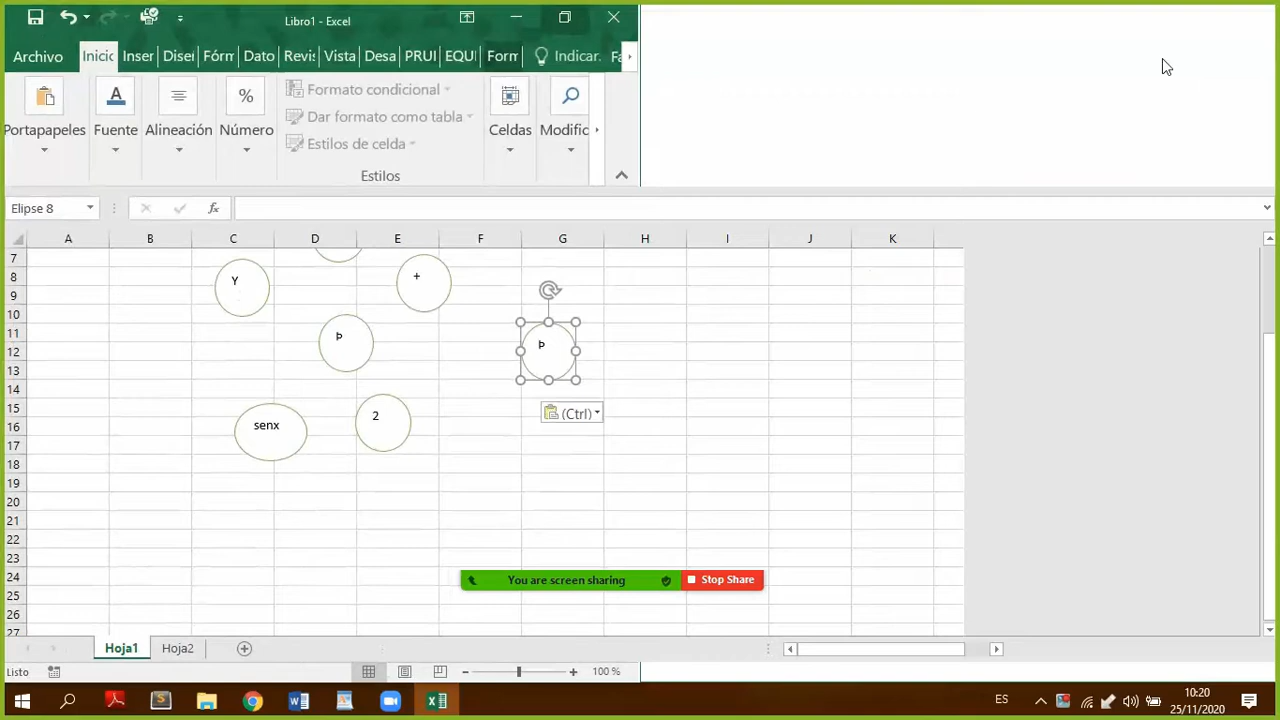 Libro1 - Excel
Archivo Inicio Inser Diseñ Fórm Dato Revis Vista Desa PRUI EQUI Form Indicar. Fa
Portapapeles
Fuente
Alineación
%
Número
Formato condicional
Dar formato como tabla
Estilos de celda
Estilos
Celdas
Modific
Elipse 8
fx
A B C D E F G H I J K
7
8
9
10
11
12
13
14
15
16
17
18
19
20
21
22
23
24
25
26
27
Y
+
Þ
Þ
senx
2
(Ctrl)
You are screen sharing Stop Share
Hoja1 Hoja2
Listo
100 %
ES
10:20
25/11/2020